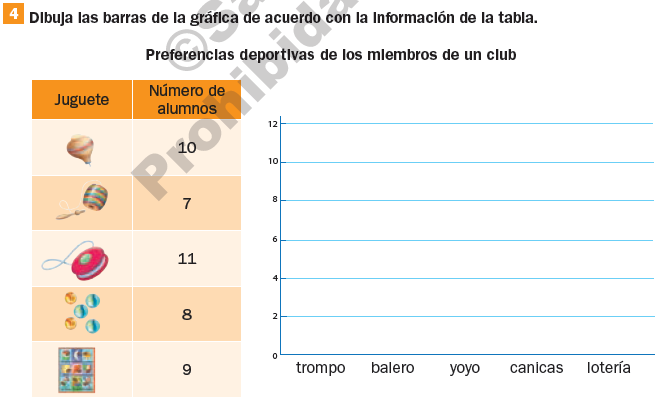 4 Dibuja las barras de la gráfica de acuerdo con la información de la tabla.
Preferencias deportivas de los miembros de un club
Juguete
Número de
alumnos
10
7
11
8
9
12
10
8
6
4
2
0
trompo balero yoyo canicas lotería
Prohibida